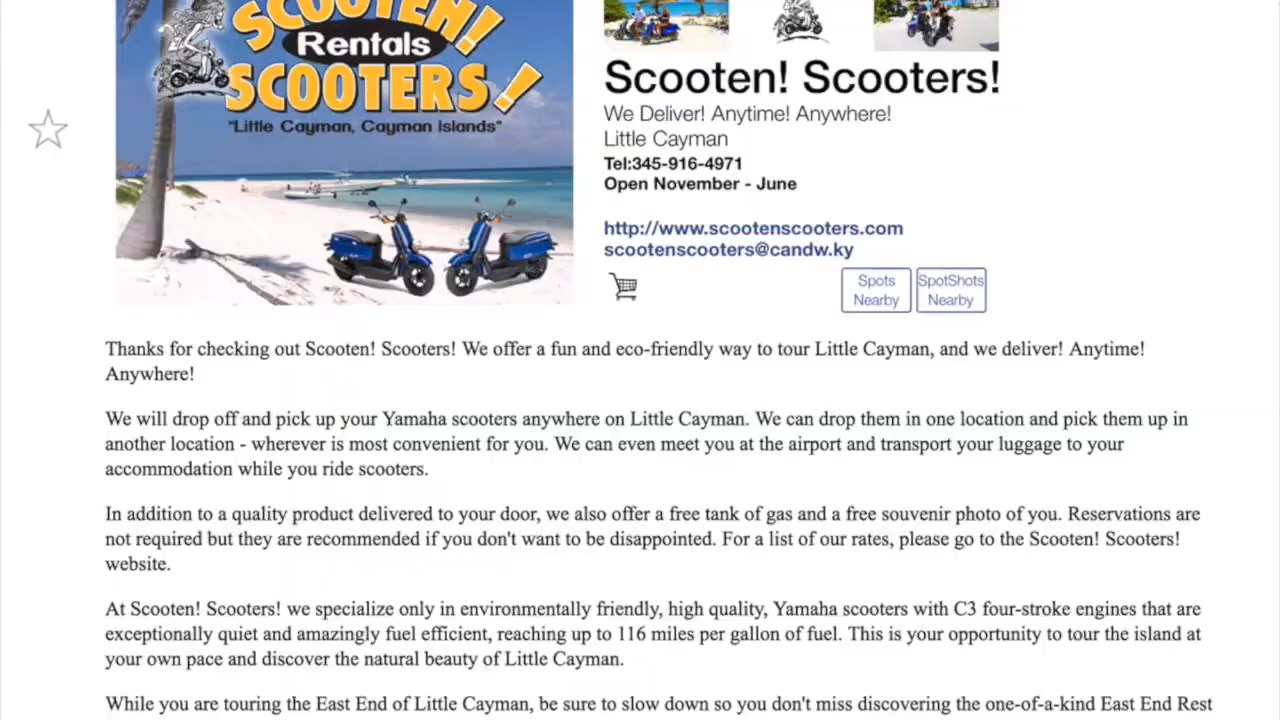 SCOOTEN!
Rentals
SCOOTERS!
"Little Cayman, Cayman Islands"
Scooten! Scooters!
We Deliver! Anytime! Anywhere!
Little Cayman
Tel:345-916-4971
Open November - June
http://www.scootenscooters.com
scootenscooters@candw.ky
Spots
Nearby
SpotShots
Nearby
Thanks for checking out Scooten! Scooters! We offer a fun and eco-friendly way to tour Little Cayman, and we deliver! Anytime!
Anywhere!
We will drop off and pick up your Yamaha scooters anywhere on Little Cayman. We can drop them in one location and pick them up in
another location - wherever is most convenient for you. We can even meet you at the airport and transport your luggage to your
accommodation while you ride scooters.
In addition to a quality product delivered to your door, we also offer a free tank of gas and a free souvenir photo of you. Reservations are
not required but they are recommended if you don't want to be disappointed. For a list of our rates, please go to the Scooten! Scooters!
website.
At Scooten! Scooters! we specialize only in environmentally friendly, high quality, Yamaha scooters with C3 four-stroke engines that are
exceptionally quiet and amazingly fuel efficient, reaching up to 116 miles per gallon of fuel. This is your opportunity to tour the island at
your own pace and discover the natural beauty of Little Cayman.
While you are touring the East End of Little Cayman, be sure to slow down so you don't miss discovering the one-of-a-kind East End Rest